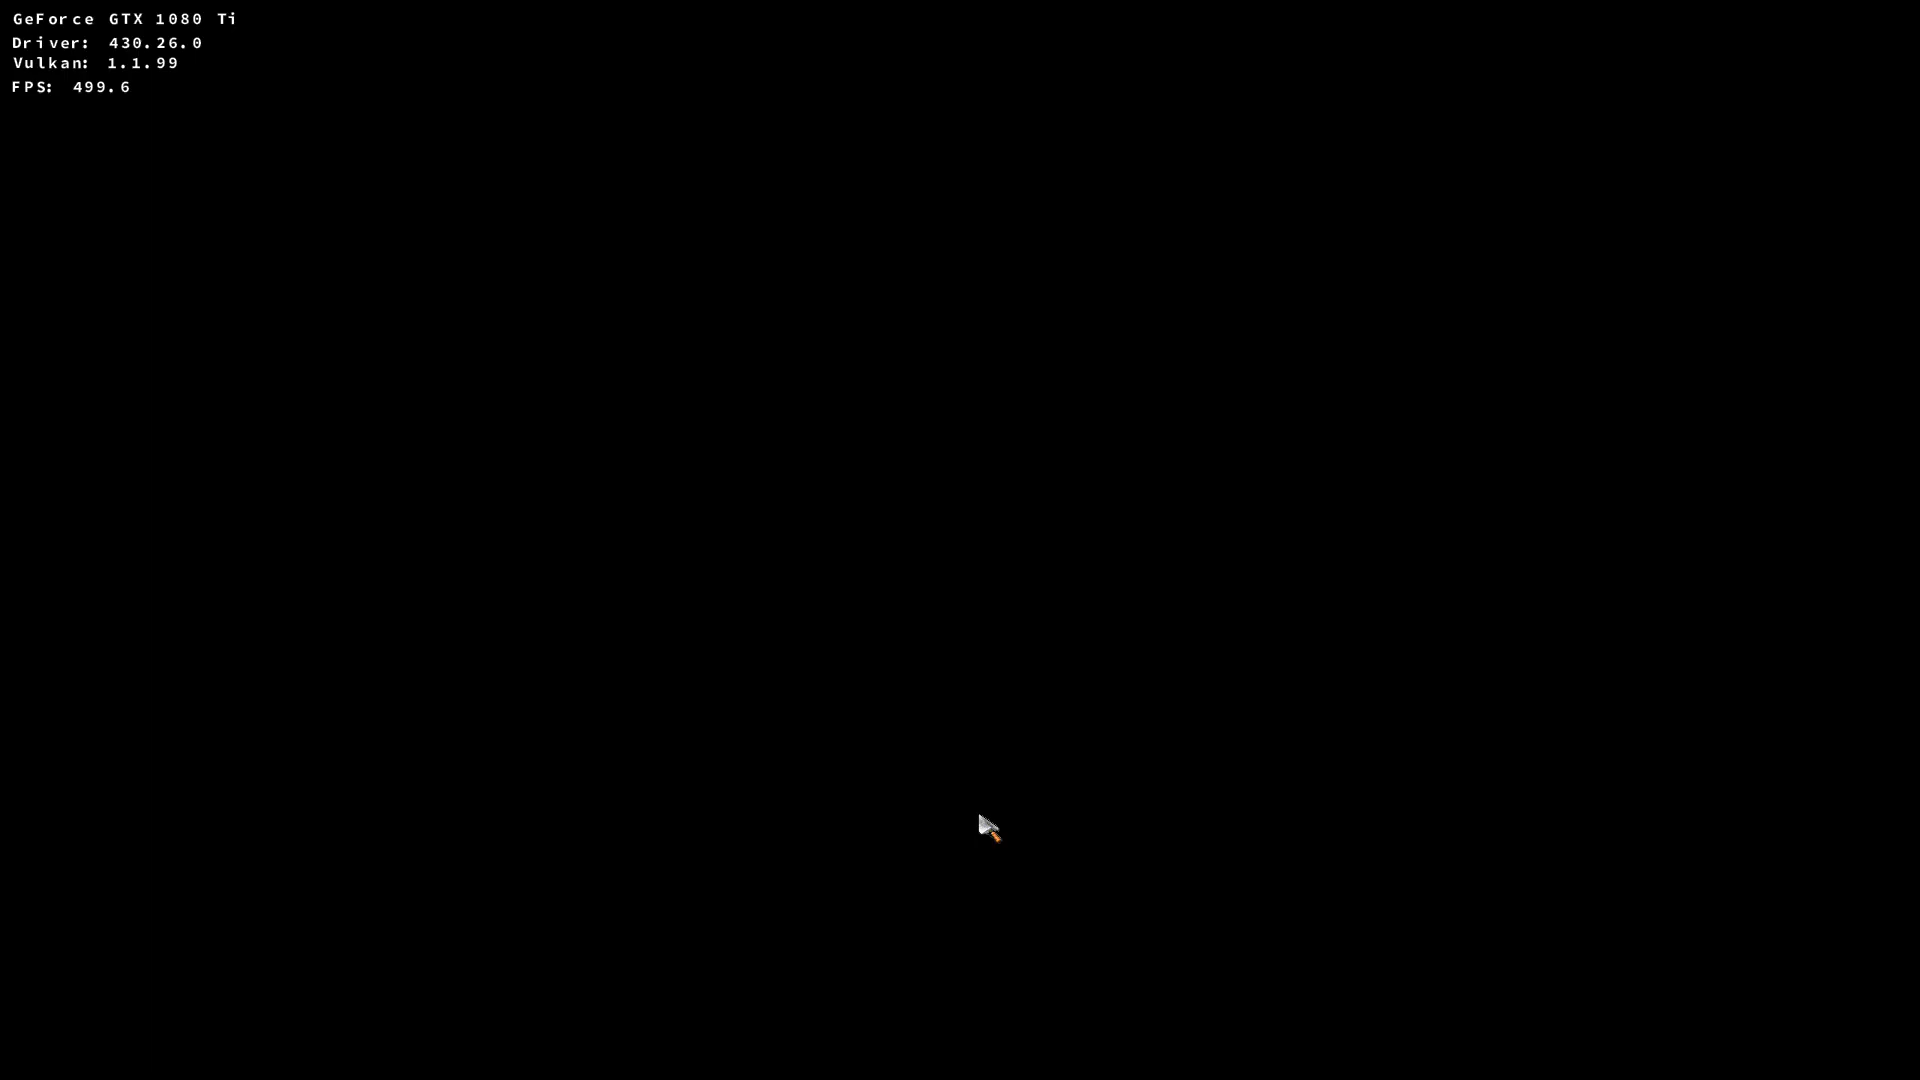 GeForce GTX 1080 Ti
Driver: 430.26.0
Vulkan: 1.1.99
FPS: 499.6